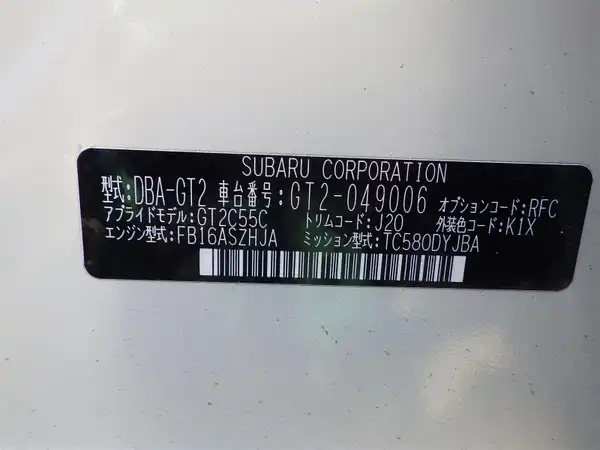 SUBARU CORPORATION
型式:DBA-GT2 車台番号:GT2-049006 オプションコード:RFC
アプライドモデル:GT2C55C トリムコード:J20 外装色コード:K1X
エンジン型式:FB16ASZHJA ミッション型式:TC580DYJBA